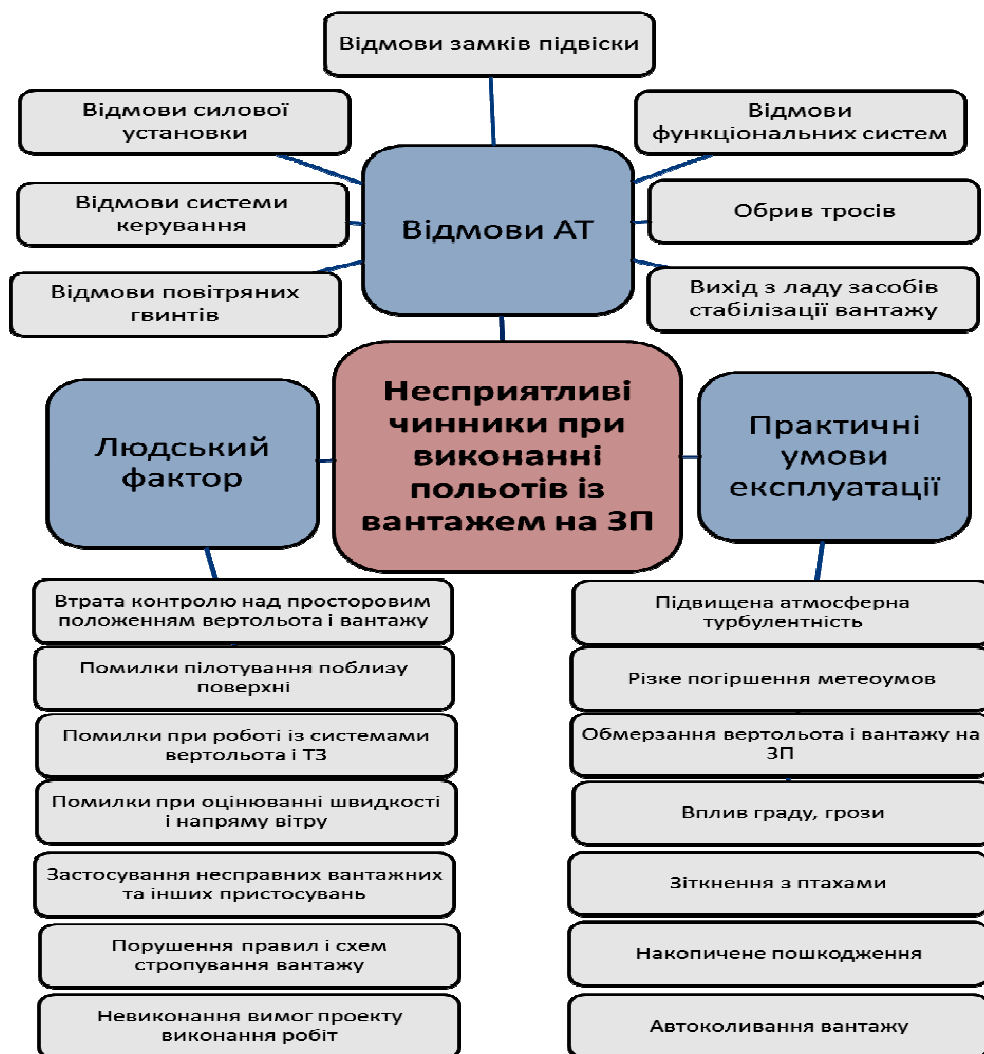 Відмови замків підвіски
Відмови силової
установки
Відмови
функціональних систем
Відмови системи
керування
Відмови АТ
Обрив тросів
Відмови повітряних
гвинтів
Вихід з ладу засобів
стабілізації вантажу
Людський
фактор
Несприятливі
чинники при
виконанні
польотів із
вантажем на ЗП
Практичні
умови
експлуатації
Втрата контролю над просторовим
положенням вертольота і вантажу
Помилки пілотування поблизу
поверхні
Помилки при роботі із системами
вертольота і ТЗ
Помилки при оцінюванні швидкості
і напряму вітру
Застосування несправних вантажних
та інших пристосувань
Порушення правил і схем
стропування вантажу
Невиконання вимог проекту
виконання робіт
Підвищена атмосферна
турбулентність
Різке погіршення метеоумов
Обмерзання вертольота і вантажу на
ЗП
Вплив граду, грози
Зіткнення з птахами
Накопичене пошкодження
Автоколивання вантажу